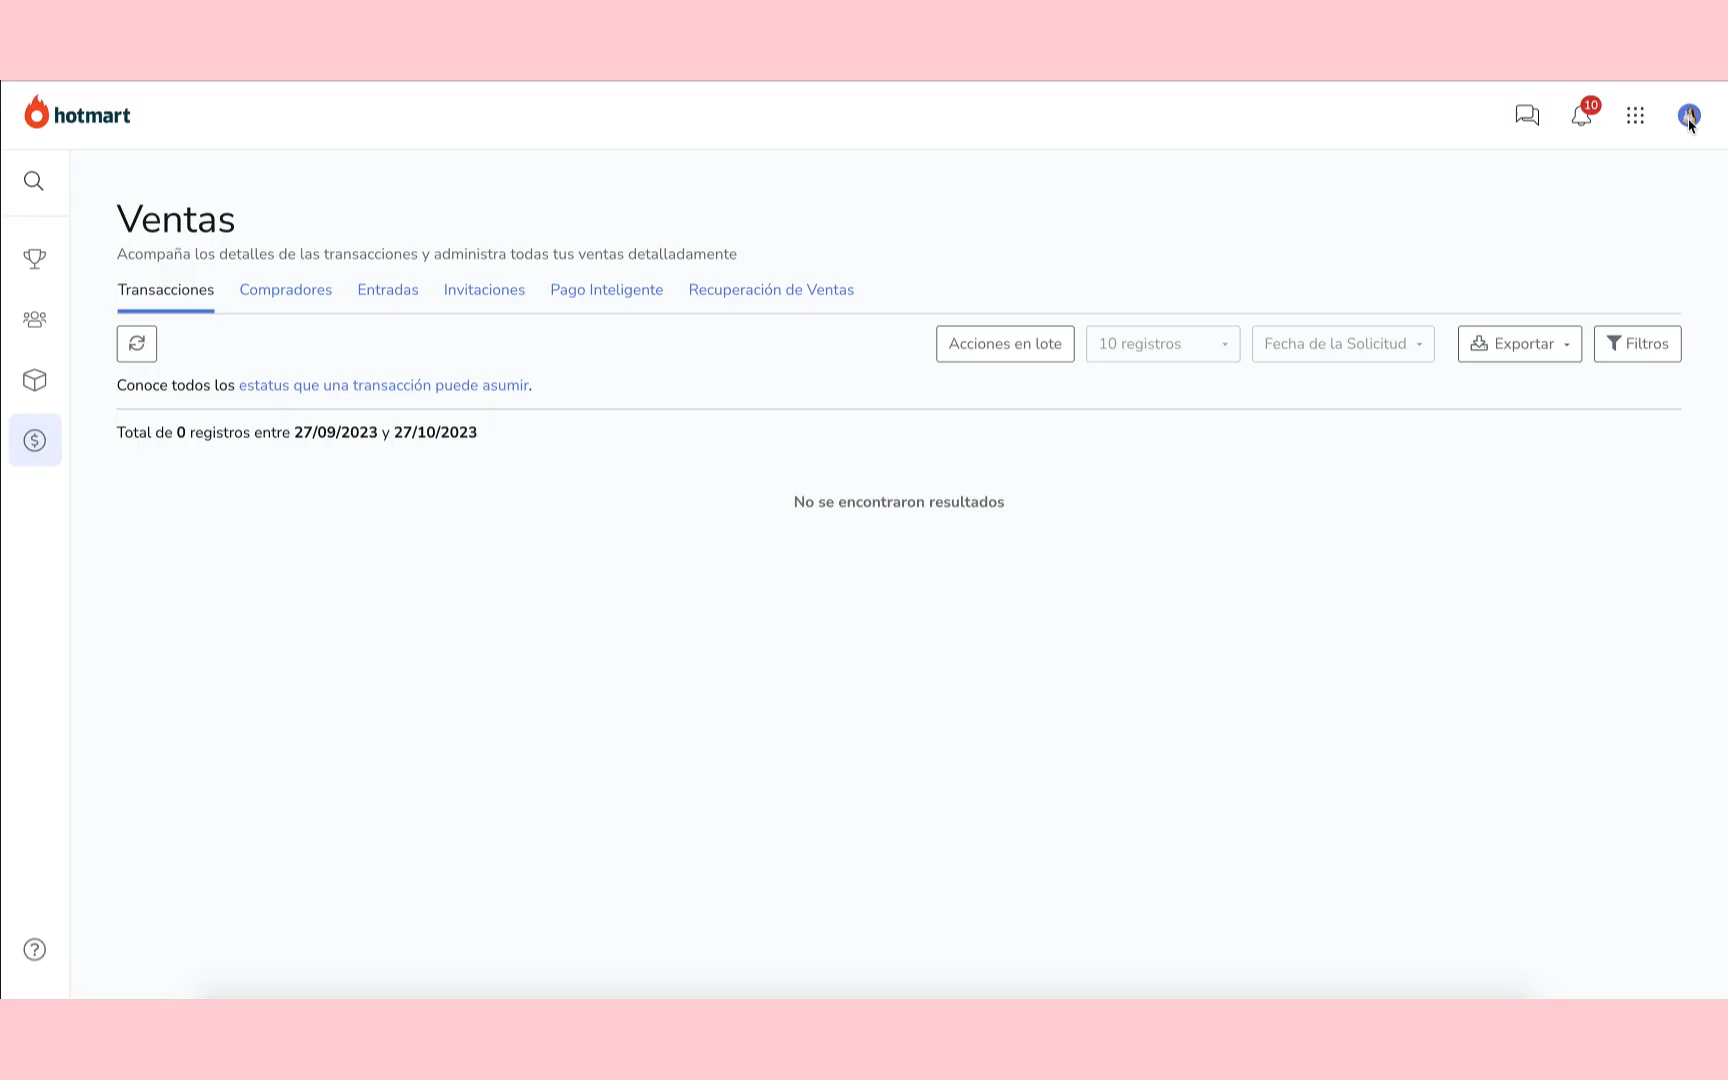 hotmart
10
Ventas
Acompaña los detalles de las transacciones y administra todas tus ventas detalladamente
Transacciones Compradores Entradas Invitaciones Pago Inteligente Recuperación de Ventas
Acciones en lote 10 registros Fecha de la Solicitud Exportar Filtros
Conoce todos los estatus que una transacción puede asumir.
Total de 0 registros entre 27/09/2023 y 27/10/2023
No se encontraron resultados